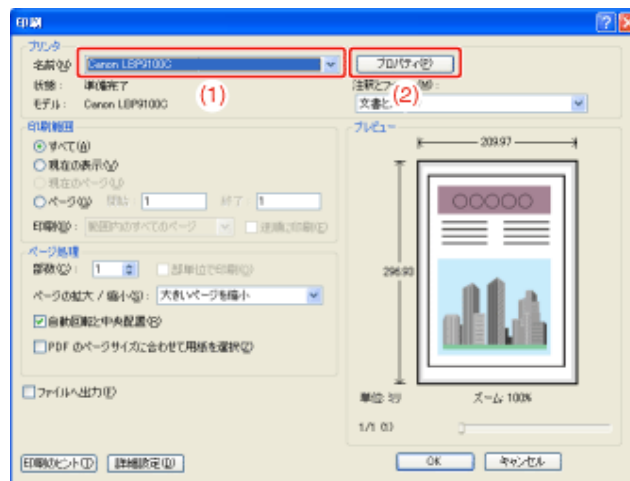 印刷
プリンタ
名前(N): Canon LBP9100C
プロパティ(P)
状態: 準備完了
(1)
(2)
モデル: Canon LBP9100C
文書と
印刷範囲
すべて(A)
現在の表示(V)
現在のページ(U)
ページ(G) 開始: 1 終了 1
印刷(R): 範囲内のすべてのページ 逆順に印刷(E)
プレビュー
209.97
296.93
ページ処理
部数(C): 1 部単位で印刷(O)
ページの拡大 / 縮小(S): 大きいページを縮小
自動回転と中央配置(B)
PDF のページサイズに合わせて用紙を選択(Z)
ファイルへ出力(F)
単位: ミリ ズーム: 100%
1/1 (1)
印刷のヒント(T) 詳細設定(D) OK キャンセル